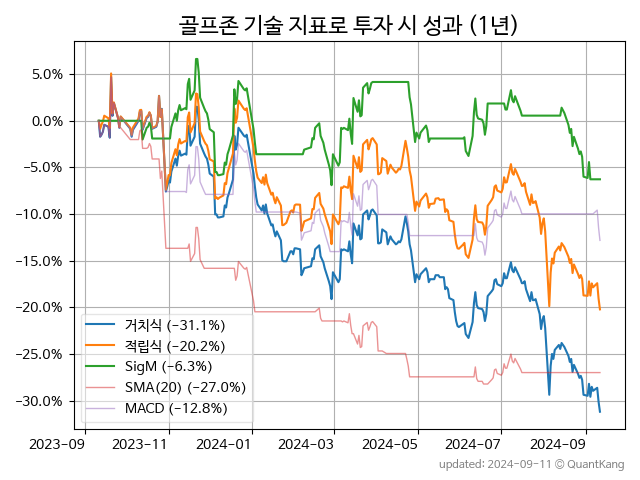 골프존 기술 지표로 투자 시 성과 (1년)
5.0%
0.0%
−5.0%
−10.0%
−15.0%
−20.0%
−25.0%
−30.0%
거치식 (−31.1%)
적립식 (−20.2%)
SigM (−6.3%)
SMA(20) (−27.0%)
MACD (−12.8%)
2023-09 2023-11 2024-01 2024-03 2024-05 2024-07 2024-09
updated: 2024-09-11 © QuantKang